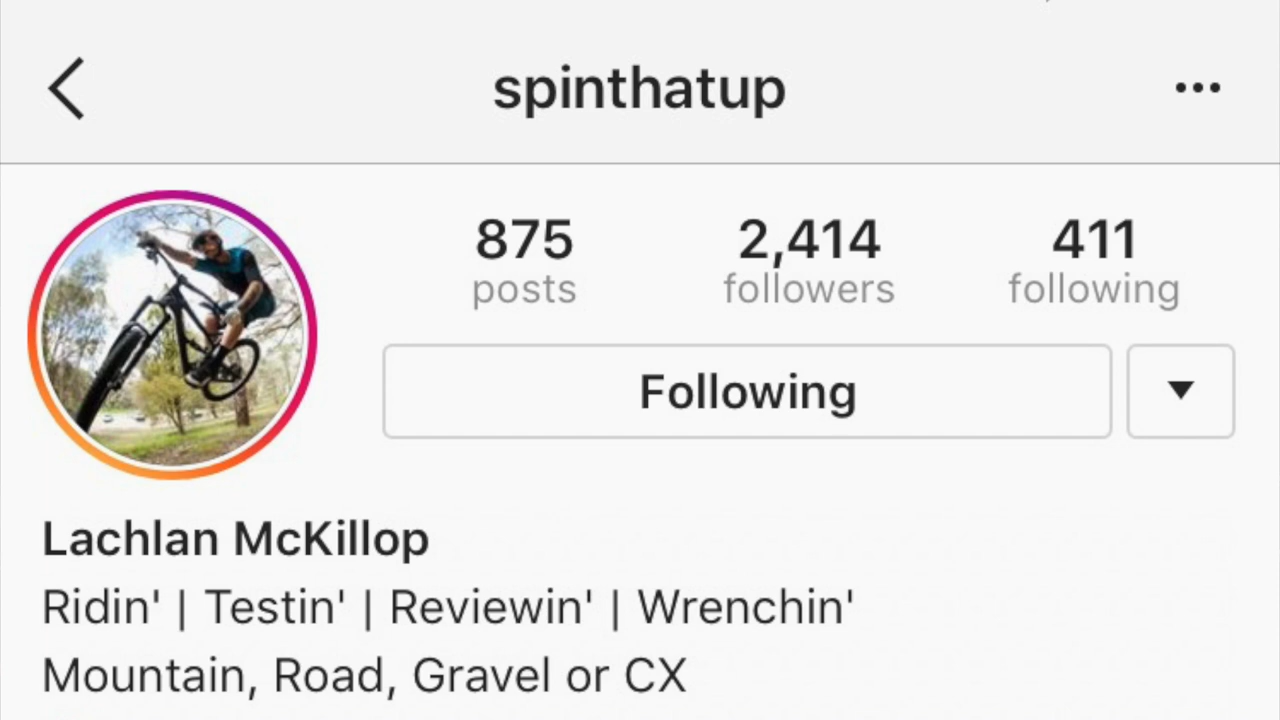 spinthatup
875 2,414 411
posts followers following
Following
Lachlan McKillop
Ridin' | Testin' | Reviewin' | Wrenchin'
Mountain, Road, Gravel or CX